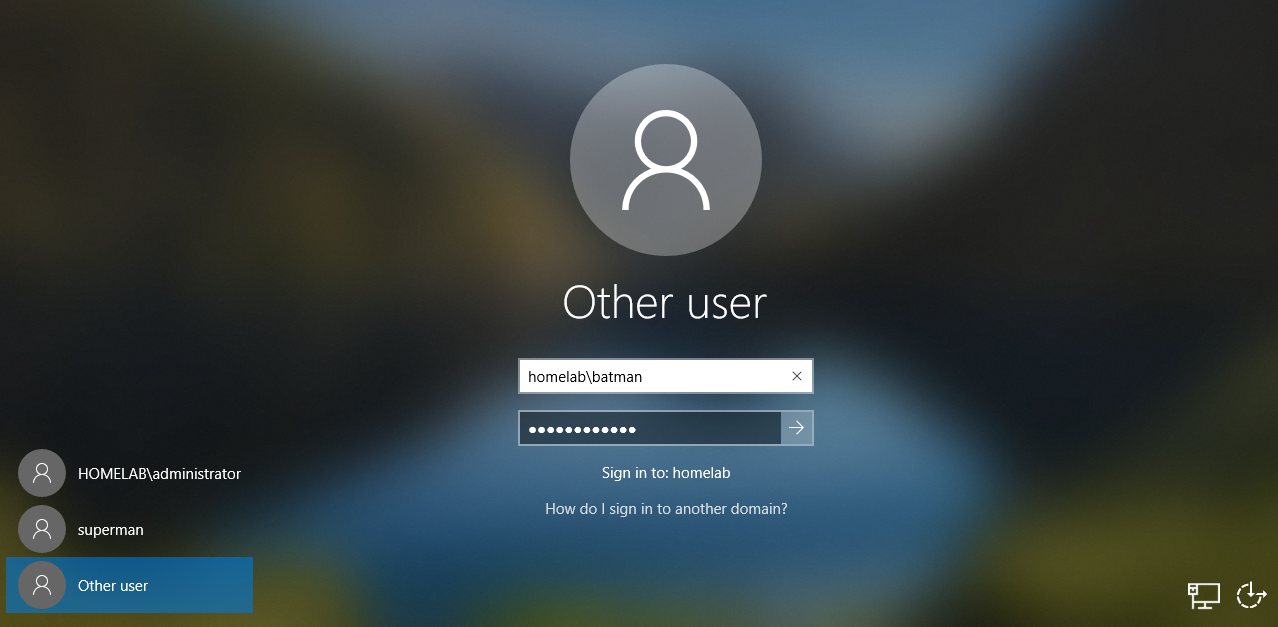 Other user
homelab\batman
Sign in to: homelab
How do I sign in to another domain?
HOMELAB\administrator
superman
Other user